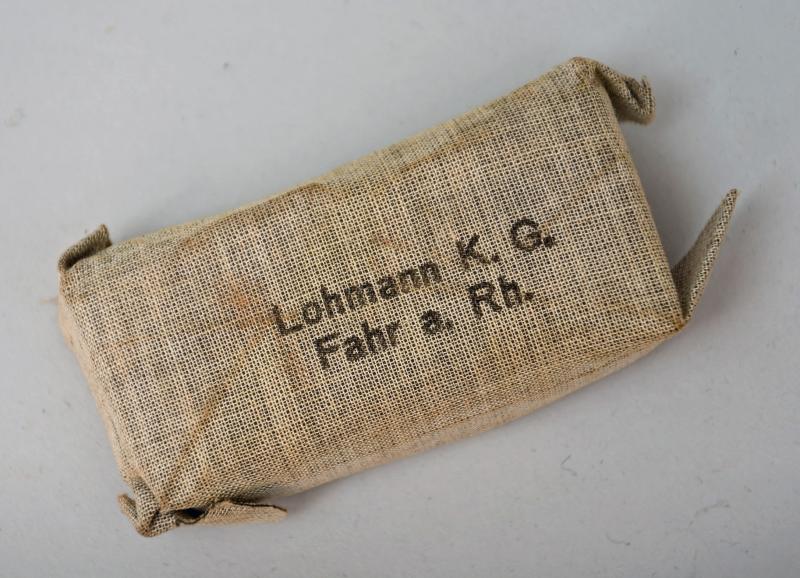 Lohmann K. G.
Fahr a. Rh.